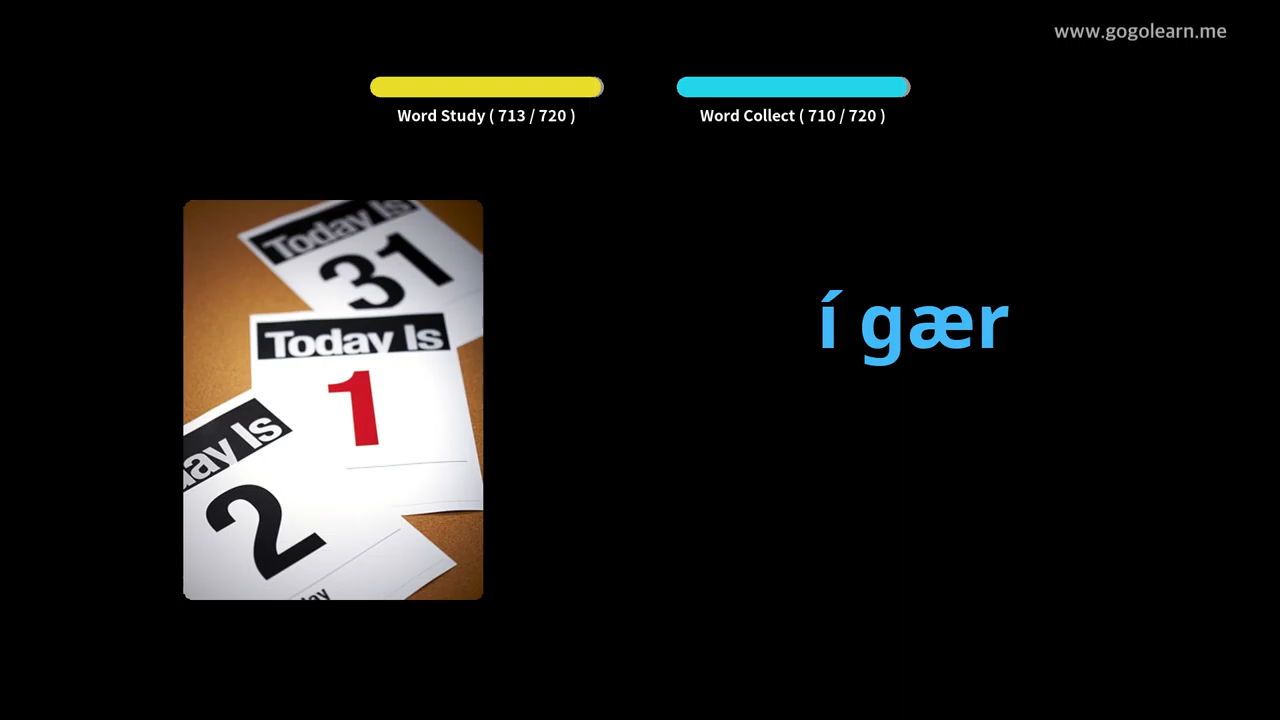 www.gogolearn.me
Word Study ( 713 / 720 )
Word Collect ( 710 / 720 )
Today Is
31
Today Is
1
ay Is
2
í gær